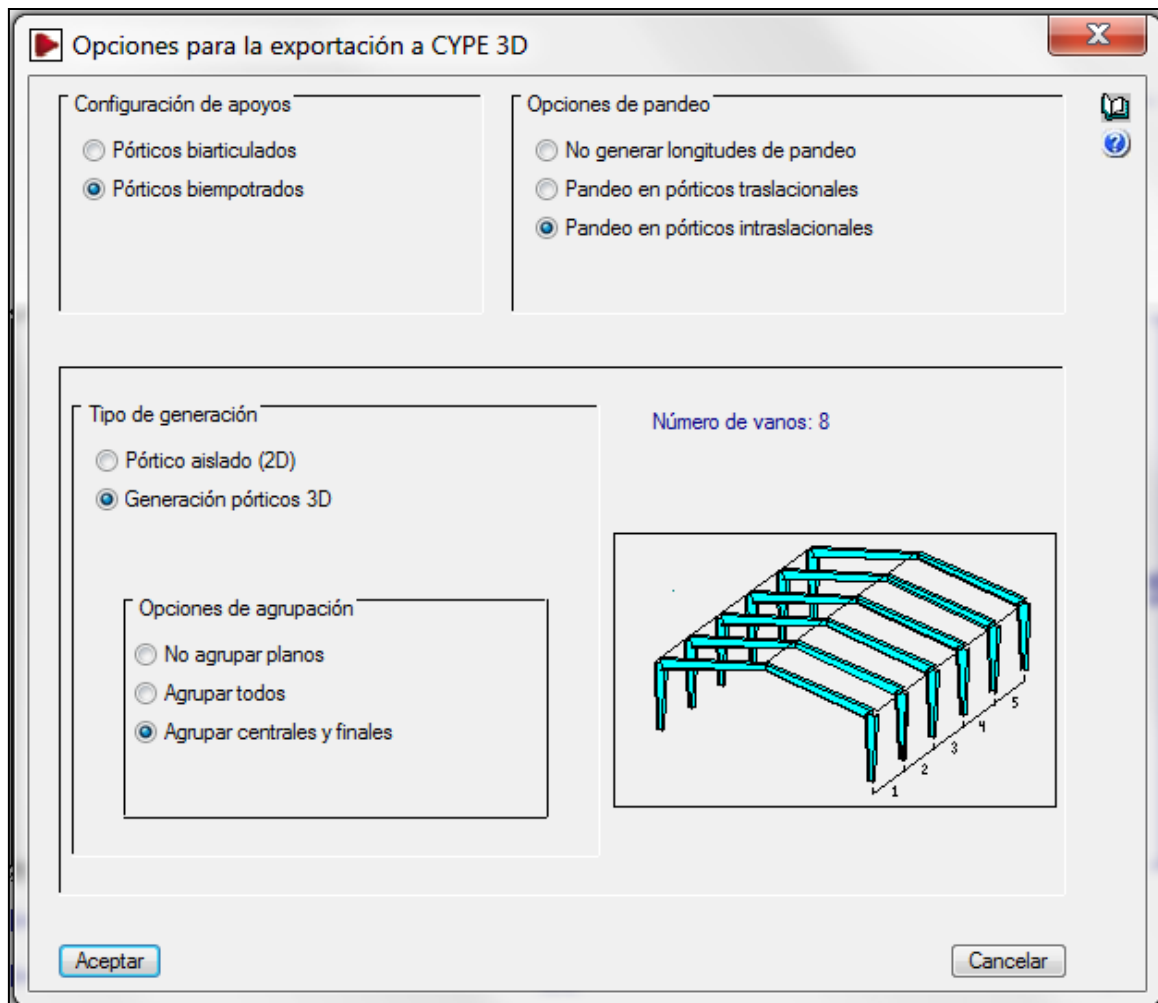 Opciones para la exportación a CYPE 3D
X
Configuración de apoyos
Pórticos biarticulados
Pórticos biempotrados
Opciones de pandeo
No generar longitudes de pandeo
Pandeo en pórticos traslacionales
Pandeo en pórticos intraslacionales
?
Tipo de generación
Pórtico aislado (2D)
Generación pórticos 3D
Opciones de agrupación
No agrupar planos
Agrupar todos
Agrupar centrales y finales
Número de vanos: 8
5
4
3
2
1
Aceptar
Cancelar